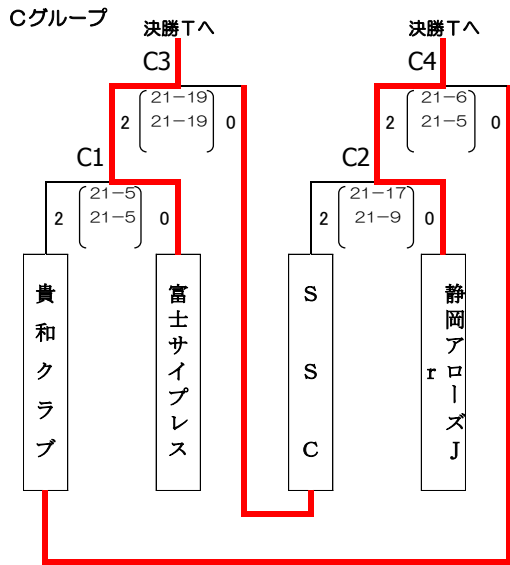 Cグループ
決勝Tへ
決勝Tへ
C3
C4
2
21-19
21-19
0
2
21-6
21-5
0
C1
C2
2
21-5
21-5
0
2
21-17
21-9
0
貴和クラブ
富士サイプレス
SSC
静岡アローズJr